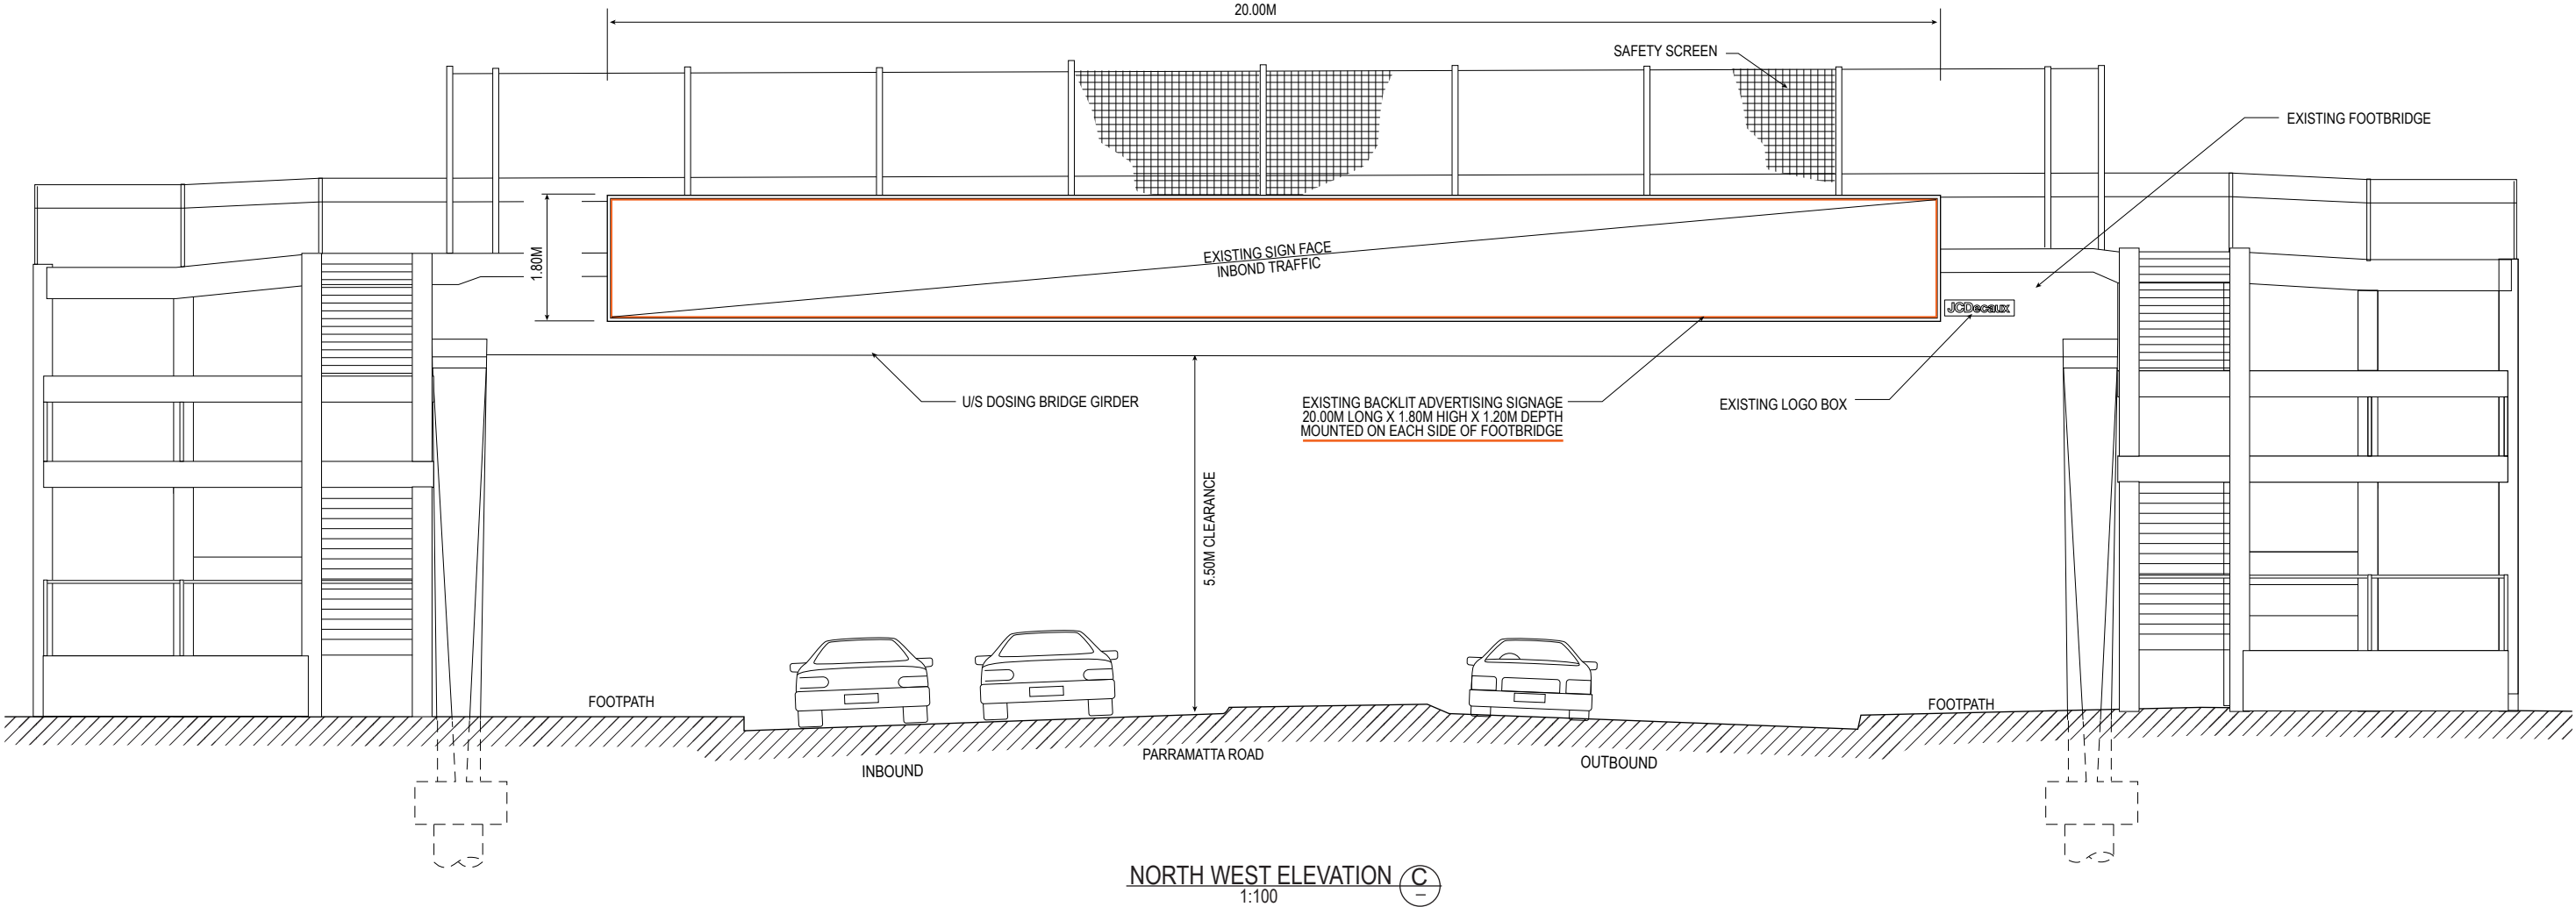 20.00M
SAFETY SCREEN
EXISTING FOOTBRIDGE
1.80M
EXISTING SIGN FACE
INBOND TRAFFIC
JCDecaux
U/S DOSING BRIDGE GIRDER
EXISTING BACKLIT ADVERTISING SIGNAGE
20.00M LONG X 1.80M HIGH X 1.20M DEPTH
MOUNTED ON EACH SIDE OF FOOTBRIDGE
EXISTING LOGO BOX
5.50M CLEARANCE
FOOTPATH
FOOTPATH
PARRAMATTA ROAD
INBOUND
OUTBOUND
NORTH WEST ELEVATION
C
–
1:100